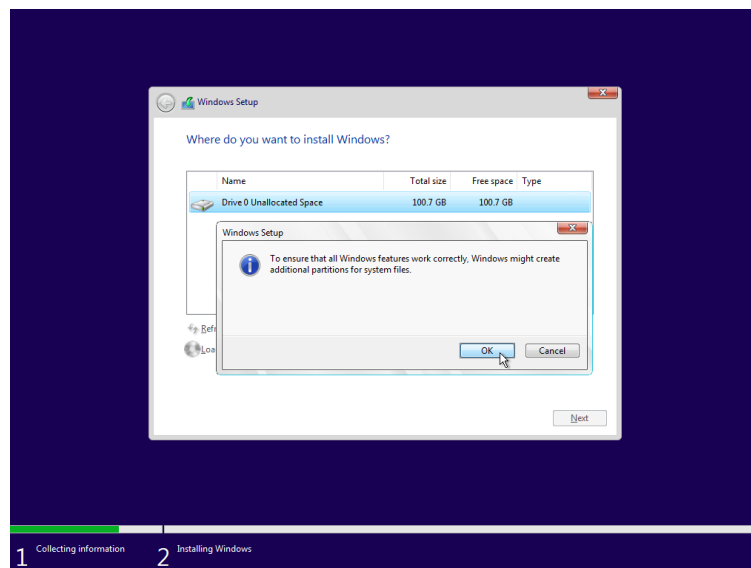 Windows Setup
Where do you want to install Windows?
Name Total size Free space Type
Drive 0 Unallocated Space 100.7 GB 100.7 GB
Windows Setup
To ensure that all Windows features work correctly, Windows might create
additional partitions for system files.
Refr
Loa
OK Cancel
Next
1 Collecting information 2 Installing Windows